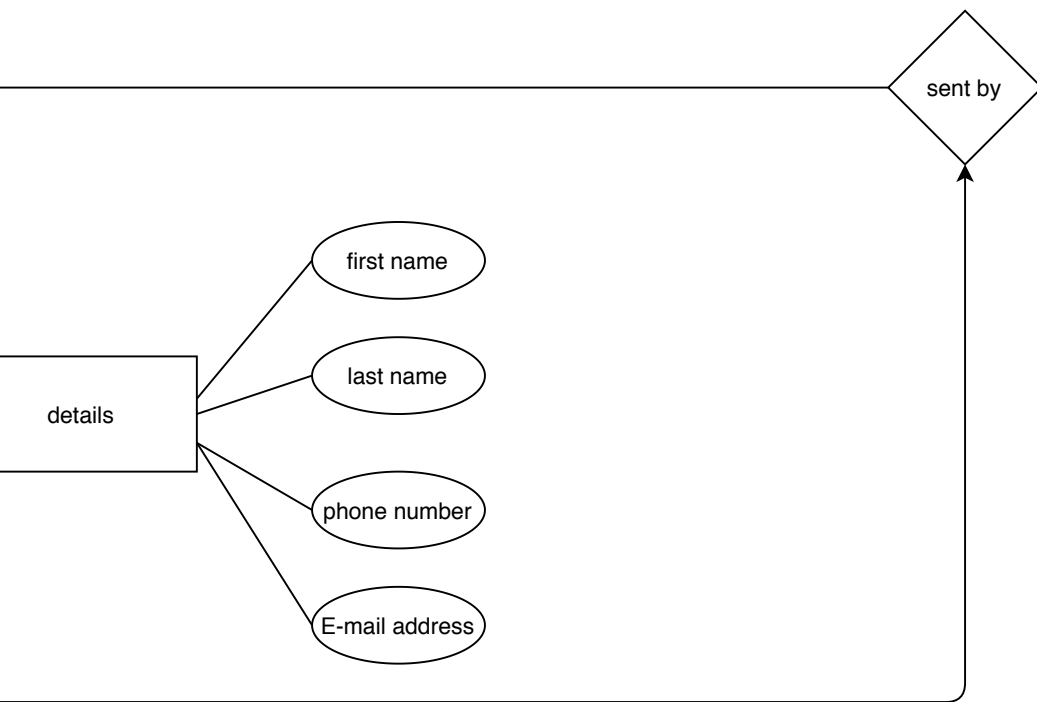 sent by
first name
last name
details
phone number
E-mail address